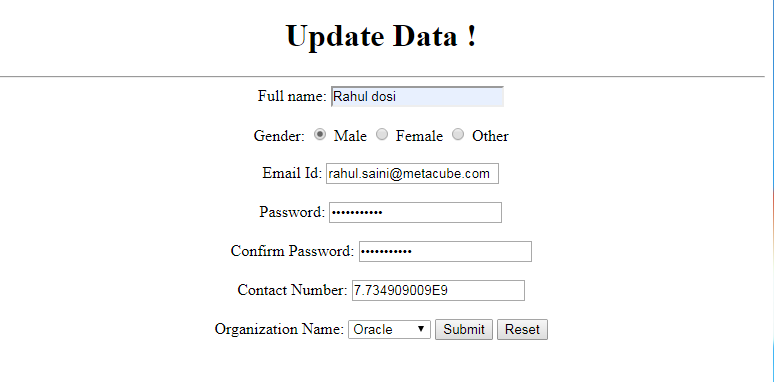 Update Data !
Full name: Rahul dosi
Gender: Male Female Other
Email Id: rahul.saini@metacube.com
Password: •••••••••••
Confirm Password: •••••••••••
Contact Number: 7.734909009E9
Organization Name: Oracle Submit Reset